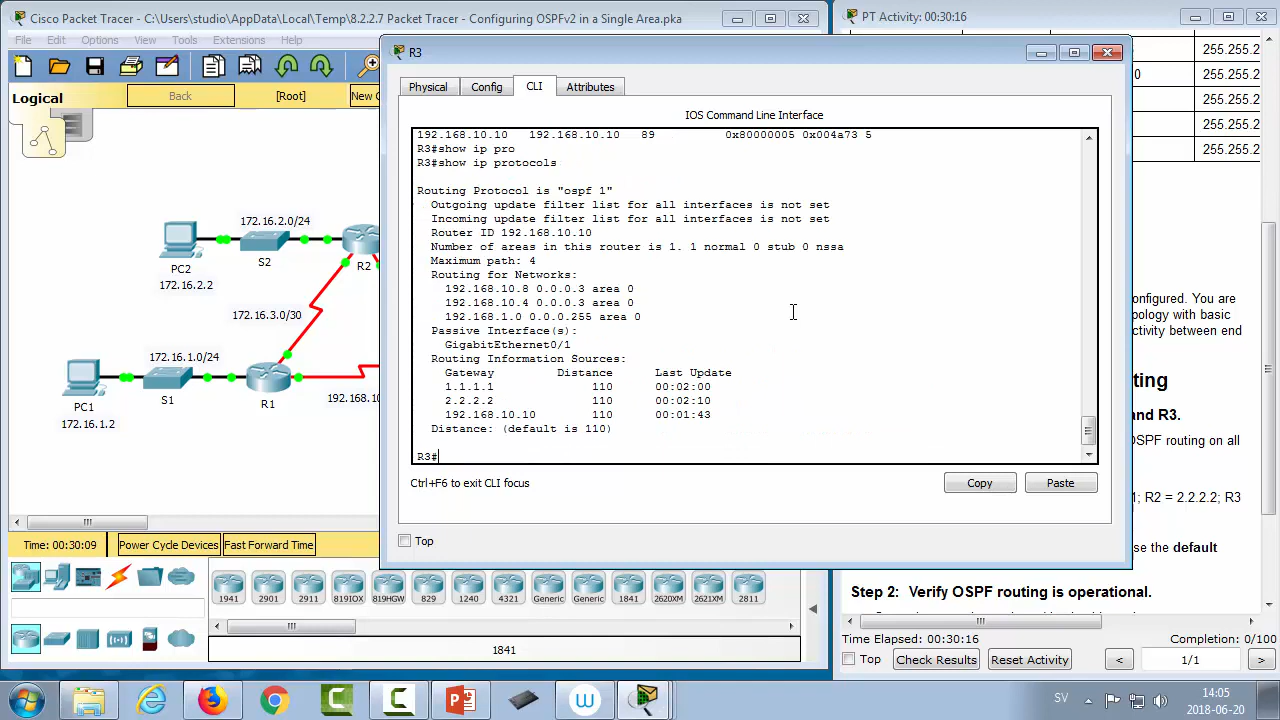 Cisco Packet Tracer - C:\Users\studio\AppData\Local\Temp\8.2.2.7 Packet Tracer - Configuring OSPFv2 in a Single Area.pka
File Edit Options View Tools Extensions Help
Logical
Back
[Root]
New C
172.16.2.0/24
PC2
S2
R2
172.16.2.2
172.16.3.0/30
172.16.1.0/24
PC1
S1
R1
192.168.10
172.16.1.2
Time: 00:30:09
Power Cycle Devices
Fast Forward Time
1941 2901 2911 819IOX 819HGW 829 1240 4321 Generic Generic 1841 2620XM 2621XM 2811
1841
R3
Physical Config CLI Attributes
IOS Command Line Interface
192.168.10.10 192.168.10.10 89 0x80000005 0x004a73 5
R3#show ip pro
R3#show ip protocols
Routing Protocol is "ospf 1"
Outgoing update filter list for all interfaces is not set
Incoming update filter list for all interfaces is not set
Router ID 192.168.10.10
Number of areas in this router is 1. 1 normal 0 stub 0 nssa
Maximum path: 4
Routing for Networks:
192.168.10.8 0.0.0.3 area 0
192.168.10.4 0.0.0.3 area 0
192.168.1.0 0.0.0.255 area 0
Passive Interface(s):
GigabitEthernet0/1
Routing Information Sources:
Gateway Distance Last Update
1.1.1.1 110 00:02:00
2.2.2.2 110 00:02:10
192.168.10.10 110 00:01:43
Distance: (default is 110)
R3#
Ctrl+F6 to exit CLI focus
Copy
Paste
Top
PT Activity: 00:30:16
255.255.2
0 255.255.2
255.255.2
255.255.2
255.255.2
onfigured. You are
pology with basic
ctivity between end
ting
and R3.
OSPF routing on all
1; R2 = 2.2.2.2; R3
se the default
Step 2: Verify OSPF routing is operational.
Time Elapsed: 00:30:16
Completion: 0/100
Top
Check Results
Reset Activity
<
1/1
>
SV
14:05
2018-06-20